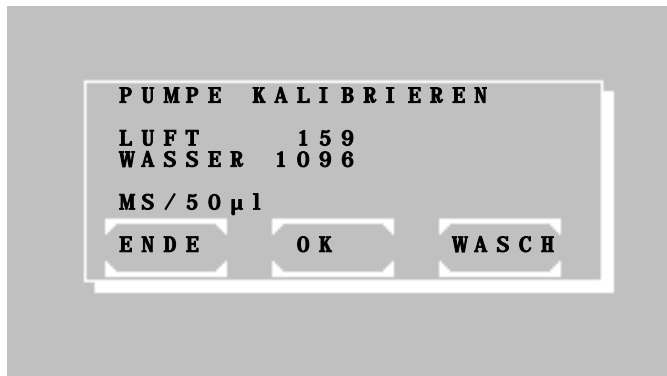 PUMPE KALIBRIEREN
LUFT 159
WASSER 1096
MS/50µl
ENDE OK WASCH